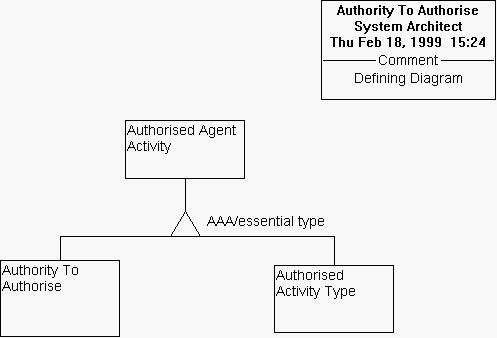 Authority To Authorise
System Architect
Thu Feb 18, 1999  15:24
Comment
Defining Diagram
Authorised Agent
Activity
AAA/essential type
Authority To
Authorise
Authorised
Activity Type